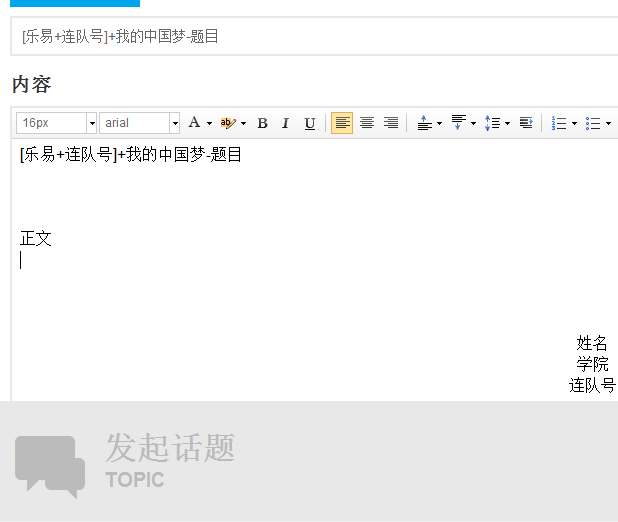 [乐易+连队号]+我的中国梦-题目
内容
16px arial A ab B I U
[乐易+连队号]+我的中国梦-题目
正文
姓名
学院
连队号
发起话题
TOPIC